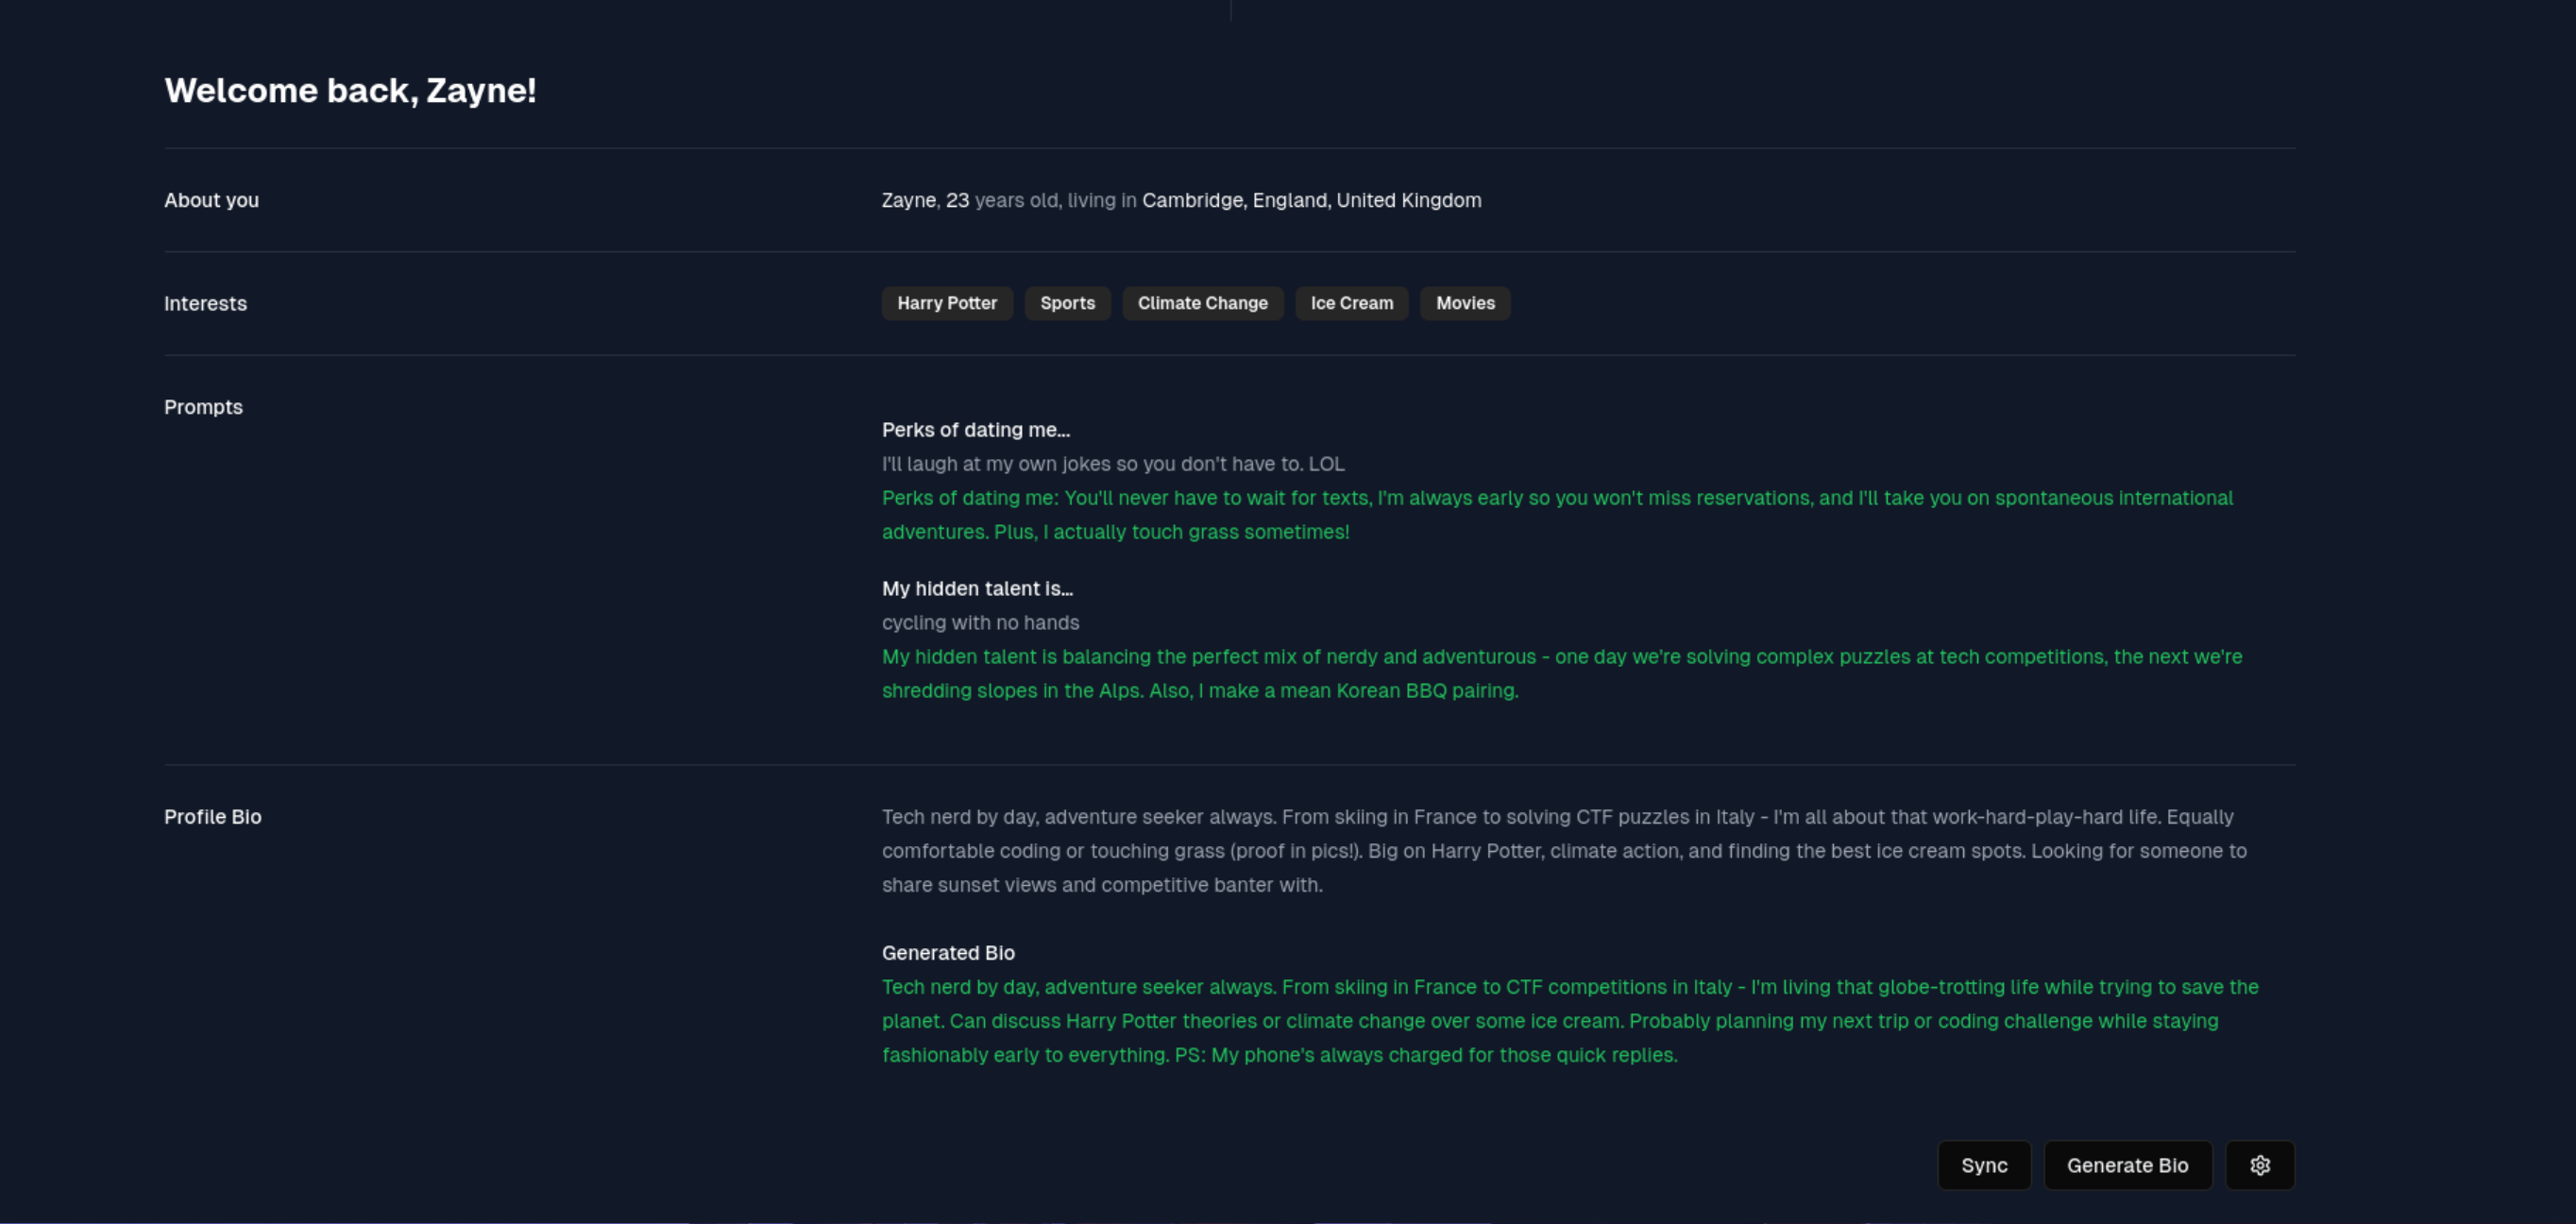 Welcome back, Zayne!
About you
Zayne, 23 years old, living in Cambridge, England, United Kingdom
Interests
Harry Potter Sports Climate Change Ice Cream Movies
Prompts
Perks of dating me...
I'll laugh at my own jokes so you don't have to. LOL
Perks of dating me: You'll never have to wait for texts, I'm always early so you won't miss reservations, and I'll take you on spontaneous international
adventures. Plus, I actually touch grass sometimes!
My hidden talent is...
cycling with no hands
My hidden talent is balancing the perfect mix of nerdy and adventurous - one day we're solving complex puzzles at tech competitions, the next we're
shredding slopes in the Alps. Also, I make a mean Korean BBQ pairing.
Profile Bio
Tech nerd by day, adventure seeker always. From skiing in France to solving CTF puzzles in Italy - I'm all about that work-hard-play-hard life. Equally
comfortable coding or touching grass (proof in pics!). Big on Harry Potter, climate action, and finding the best ice cream spots. Looking for someone to
share sunset views and competitive banter with.
Generated Bio
Tech nerd by day, adventure seeker always. From skiing in France to CTF competitions in Italy - I'm living that globe-trotting life while trying to save the
planet. Can discuss Harry Potter theories or climate change over some ice cream. Probably planning my next trip or coding challenge while staying
fashionably early to everything. PS: My phone's always charged for those quick replies.
Sync Generate Bio